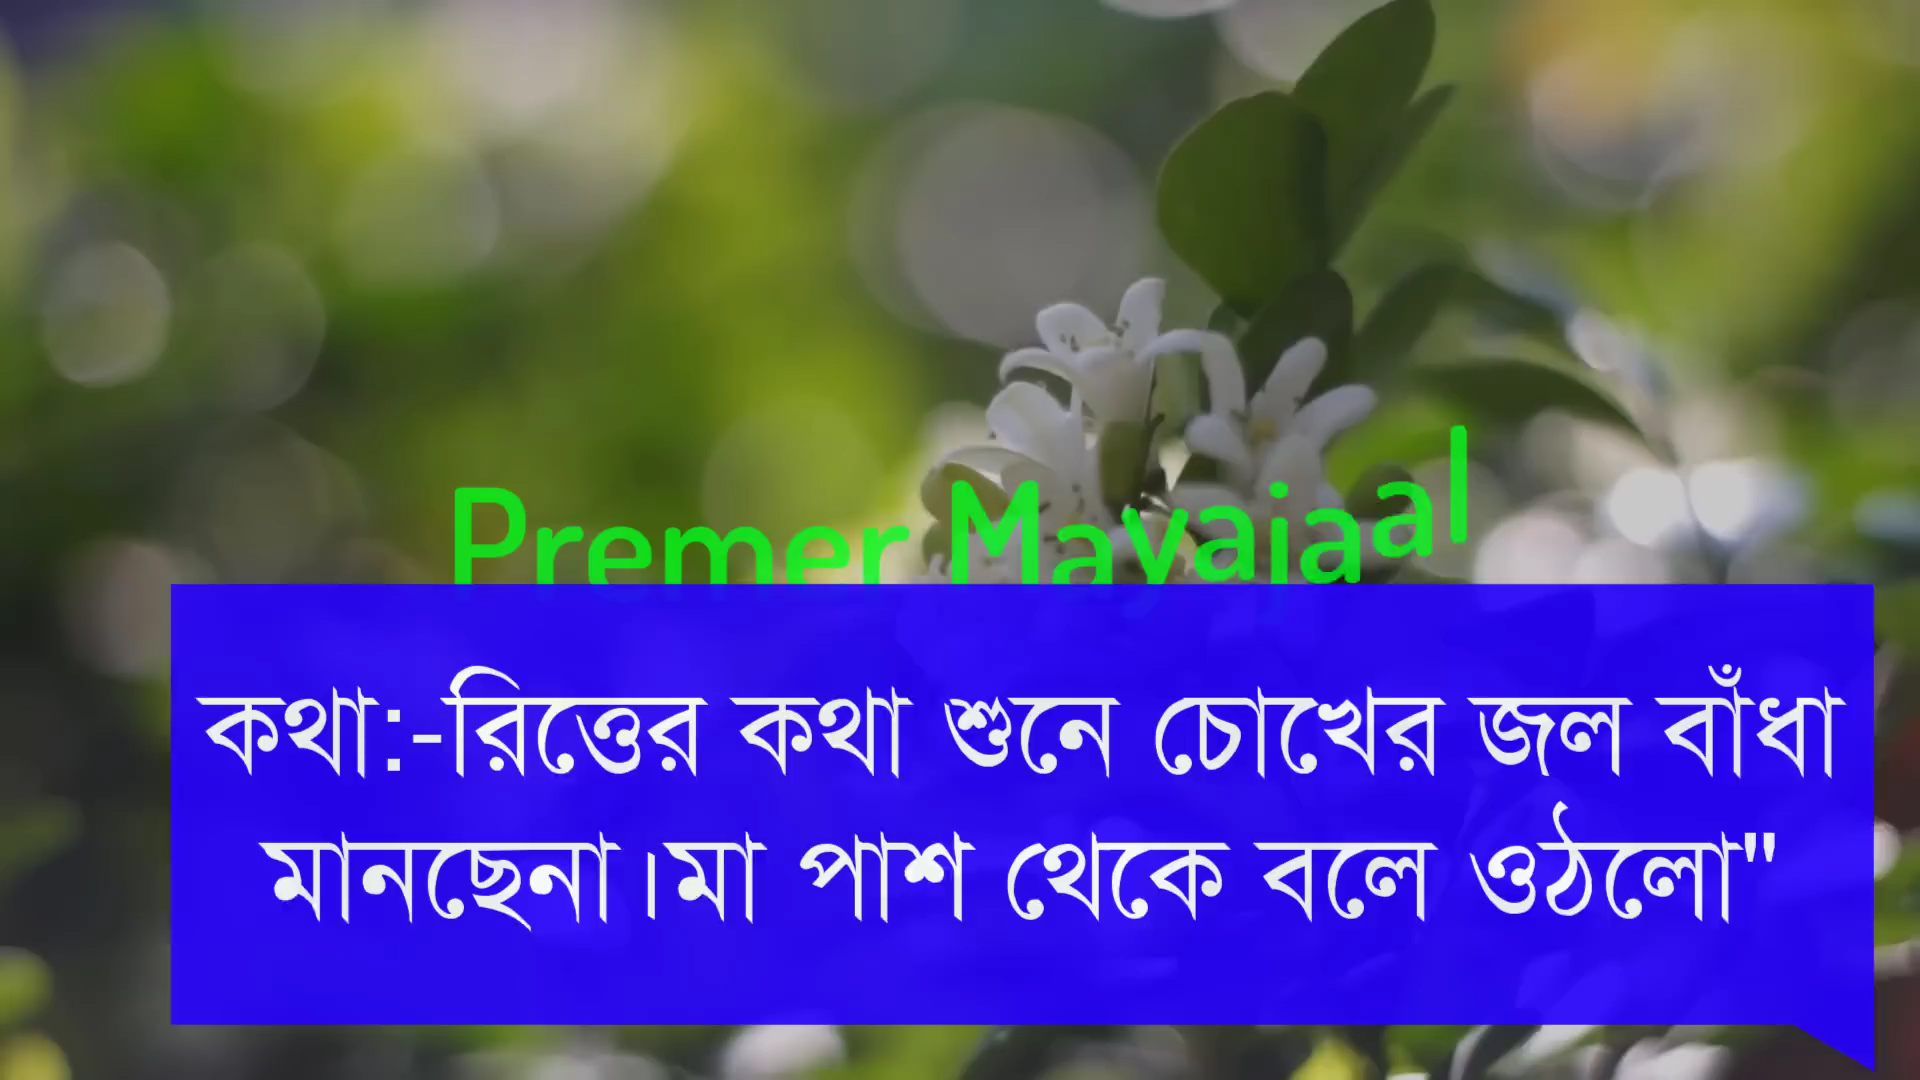 Premer Mayajaal
কথা:-রিত্তের কথা শুনে চোখের জল বাঁধা
মানছেনা।মা পাশ থেকে বলে ওঠলো"